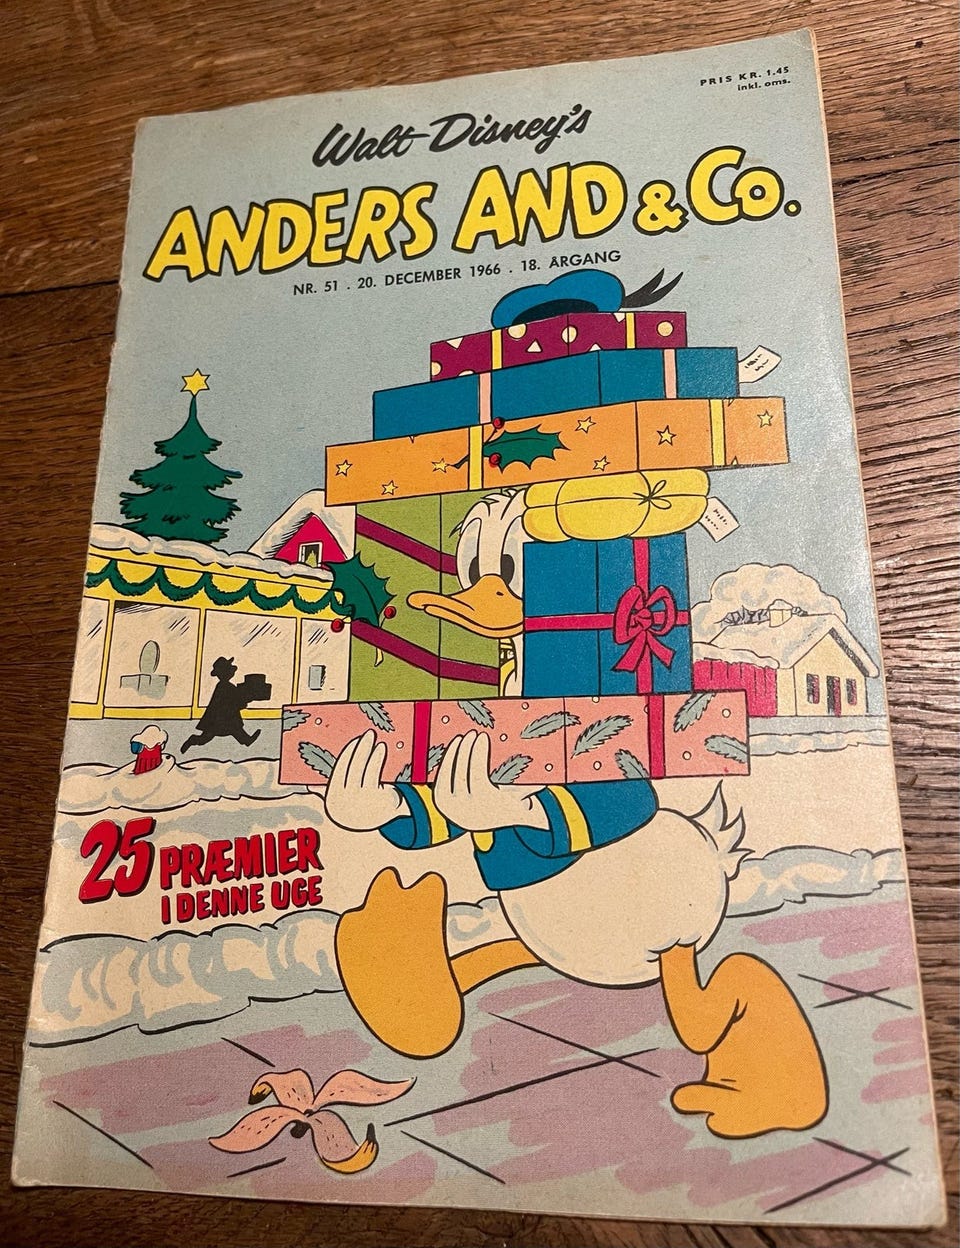 PRIS KR. 1.45
inkl. oms.
Walt Disney's
ANDERS AND & Co.
NR. 51 . 20. DECEMBER 1966 . 18. ÅRGANG
25 PRÆMIER
I DENNE UGE